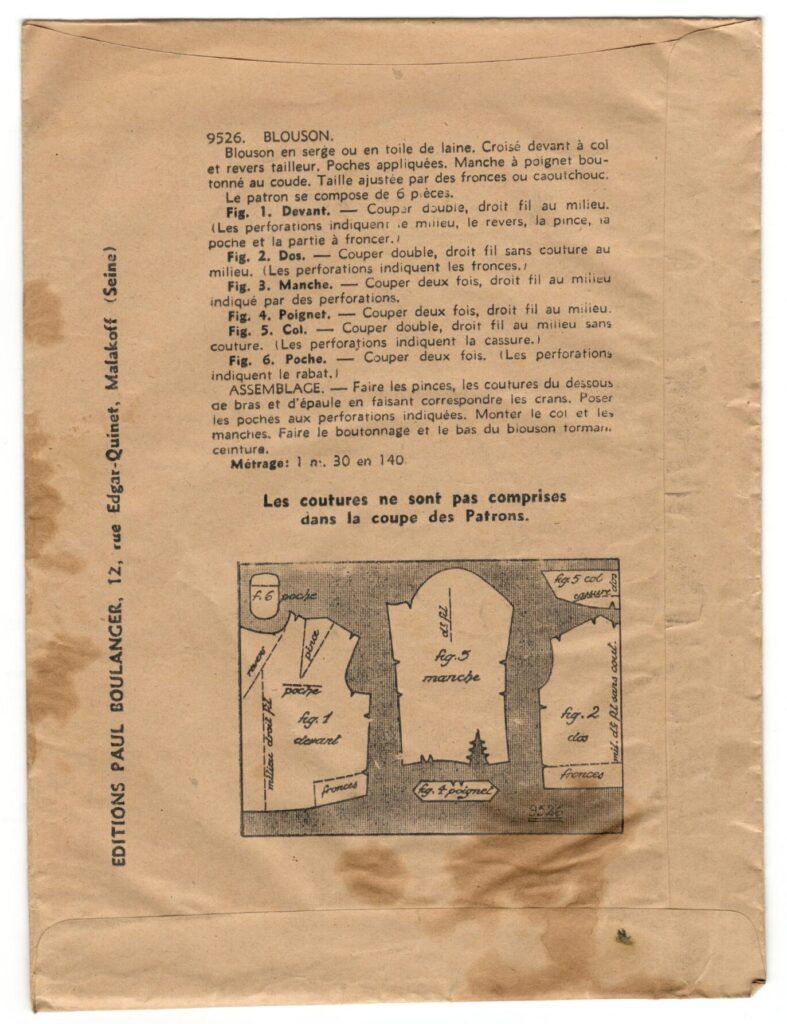 9526. BLOUSON.
Blouson en serge ou en toile de laine. Croisé devant à col
et revers tailleur. Poches appliquées. Manche à poignet bou-
tonné au coude. Taille ajustée par des fronces ou caoutchouc.
Le patron se compose de 6 pièces.
Fig. 1. Devant. — Couper double, droit fil au milieu.
(Les perforations indiquent le milieu, le revers, la pince, la
poche et la partie à froncer.)
Fig. 2. Dos. — Couper double, droit fil sans couture au
milieu. (Les perforations indiquent les fronces.)
Fig. 3. Manche. — Couper deux fois, droit fil au milieu
indiqué par des perforations.
Fig. 4. Poignet. — Couper deux fois, droit fil au milieu.
Fig. 5. Col. — Couper double, droit fil au milieu sans
couture. (Les perforations indiquent la cassure.)
Fig. 6. Poche. — Couper deux fois. (Les perforations
indiquent le rabat.)
ASSEMBLAGE. — Faire les pinces, les coutures du dessous
de bras et d'épaule en faisant correspondre les crans. Poser
les poches aux perforations indiquées. Monter le col et les
manches. Faire le boutonnage et le bas du blouson formant
ceinture.
Métrage: 1 m. 30 en 140
Les coutures ne sont pas comprises
dans la coupe des Patrons.
EDITIONS PAUL BOULANGER, 12, rue Edgar-Quinet, Malakoff (Seine)
f. 6 poche
revers
pince
poche
milieu droit fil
fig. 1
devant
fronces
dt fil
fig. 3
manche
fig. 4 poignet
fig. 5 col
cassure
dos
fig. 2
dos
mil. dt fil sans cout.
fronces
9526